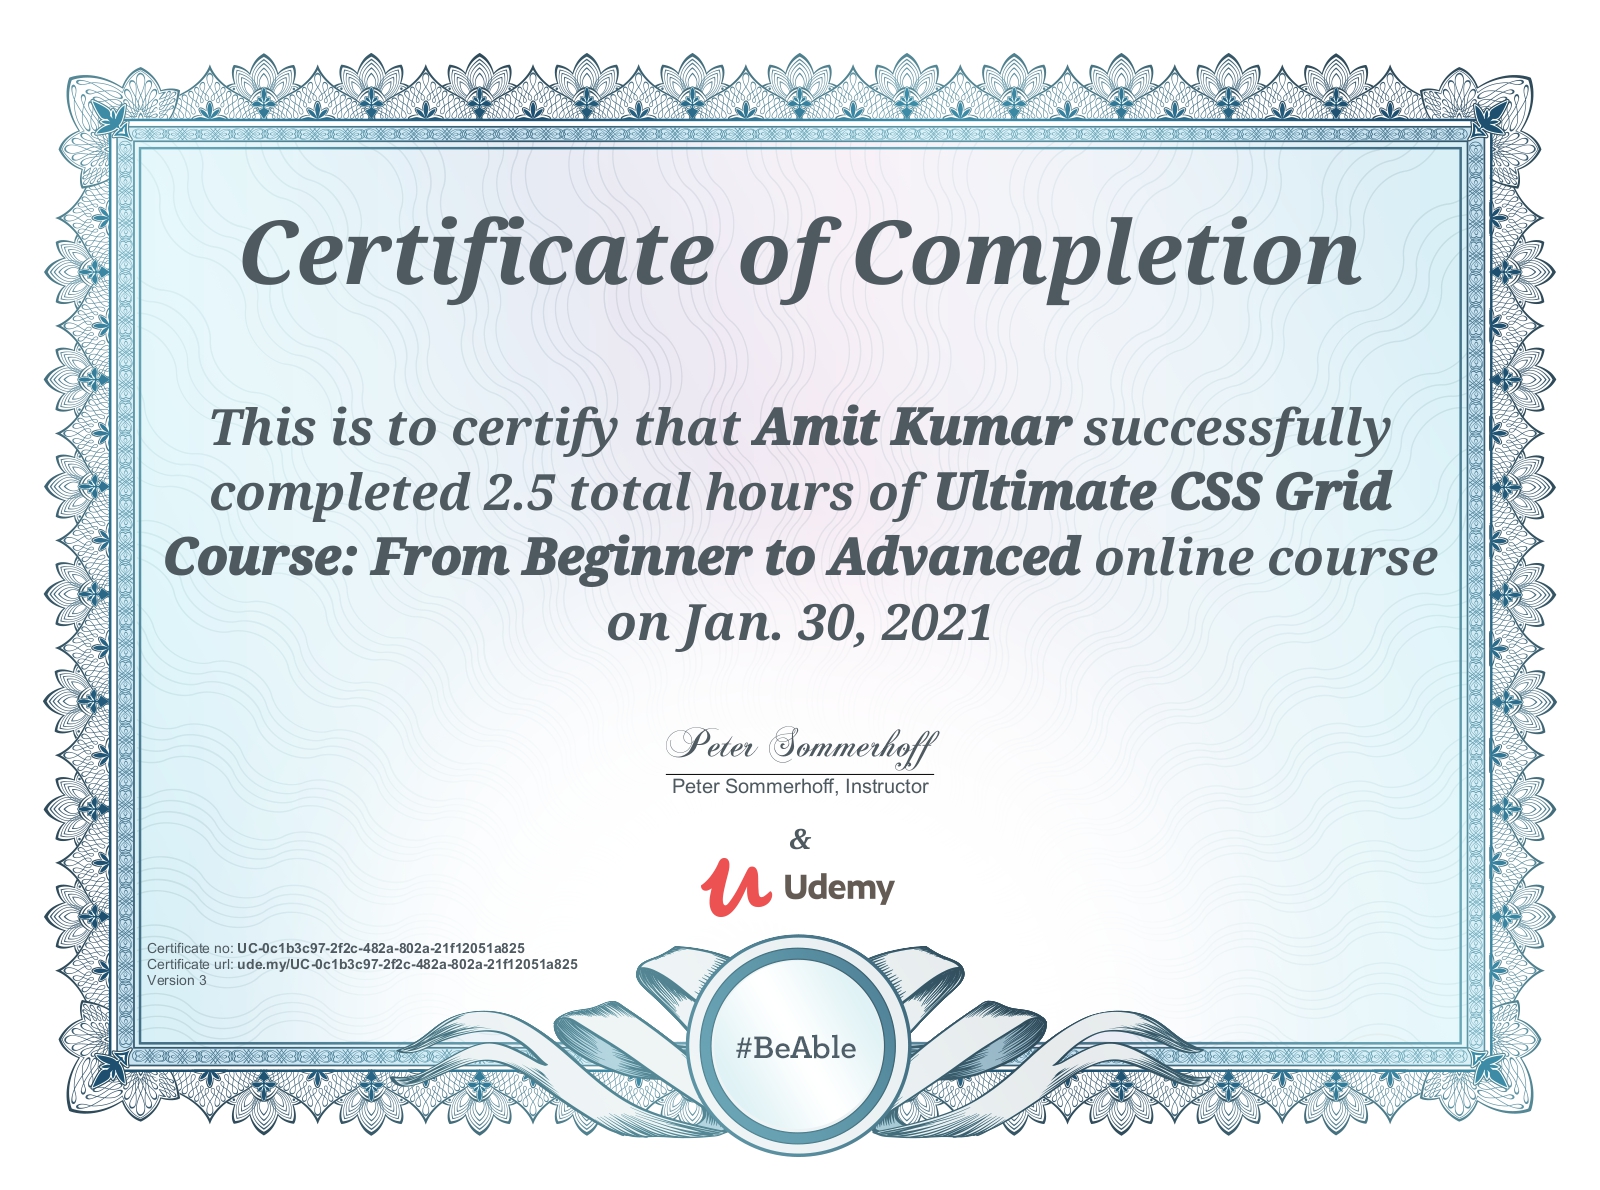 Certificate of Completion
This is to certify that Amit Kumar successfully
completed 2.5 total hours of Ultimate CSS Grid
Course: From Beginner to Advanced online course
on Jan. 30, 2021
Peter Sommerhoff
Peter Sommerhoff, Instructor
&
Udemy
Certificate no: UC-0c1b3c97-2f2c-482a-802a-21f12051a825
Certificate url: ude.my/UC-0c1b3c97-2f2c-482a-802a-21f12051a825
Version 3
#BeAble